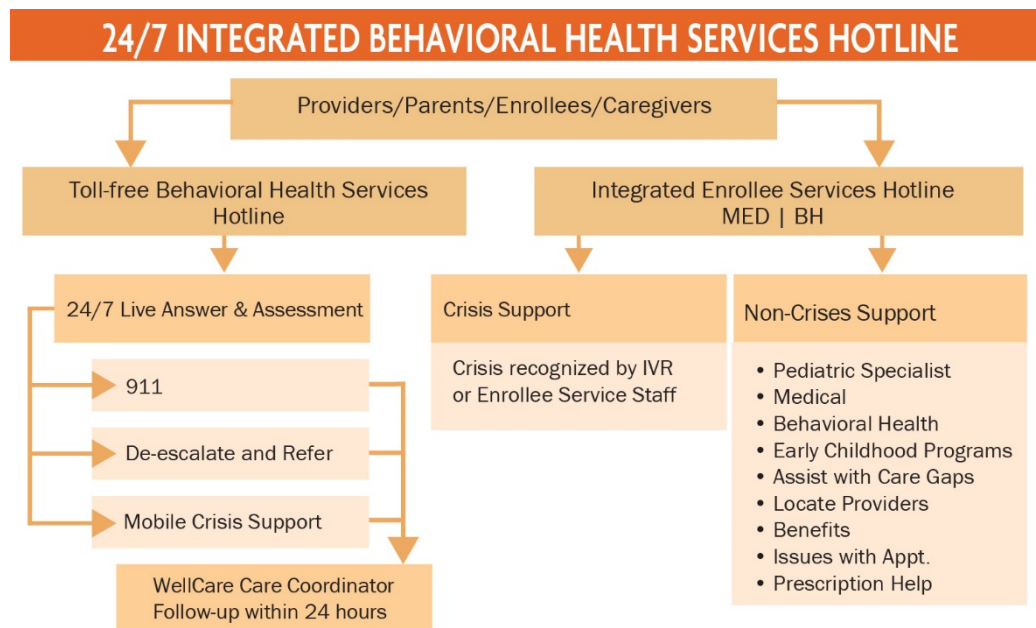 24/7 INTEGRATED BEHAVIORAL HEALTH SERVICES HOTLINE
Providers/Parents/Enrollees/Caregivers
Toll-free Behavioral Health Services
Hotline
Integrated Enrollee Services Hotline
MED | BH
24/7 Live Answer & Assessment
911
De-escalate and Refer
Mobile Crisis Support
WellCare Care Coordinator
Follow-up within 24 hours
Crisis Support
Crisis recognized by IVR
or Enrollee Service Staff
Non-Crises Support
• Pediatric Specialist
• Medical
• Behavioral Health
• Early Childhood Programs
• Assist with Care Gaps
• Locate Providers
• Benefits
• Issues with Appt.
• Prescription Help